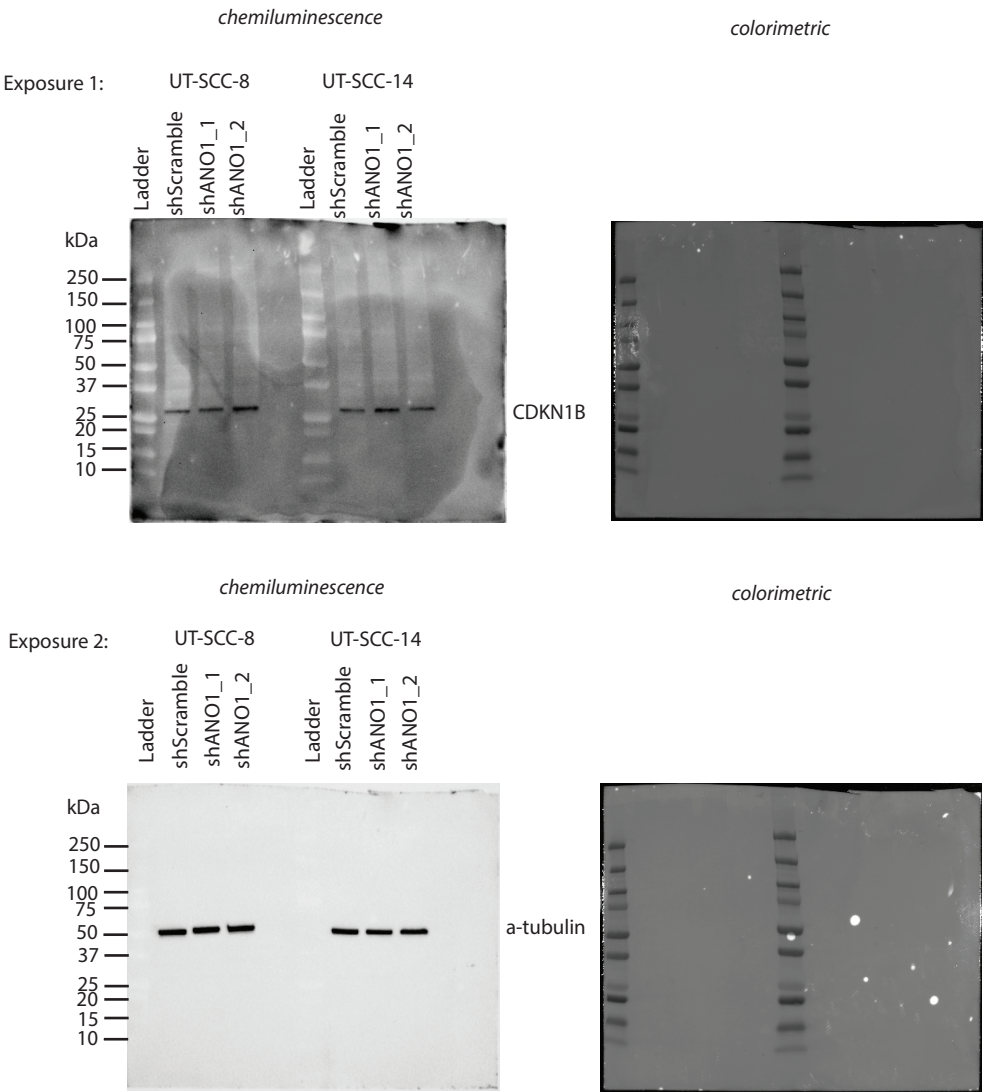 chemiluminescence
colorimetric
Exposure 1:
UT-SCC-8
UT-SCC-14
Ladder
shScramble
shANO1_1
shANO1_2
Ladder
shScramble
shANO1_1
shANO1_2
kDa
250
150
100
75
50
37
25
20
15
10
CDKN1B
chemiluminescence
colorimetric
Exposure 2:
UT-SCC-8
UT-SCC-14
Ladder
shScramble
shANO1_1
shANO1_2
Ladder
shScramble
shANO1_1
shANO1_2
kDa
250
150
100
75
50
37
25
20
15
10
a-tubulin